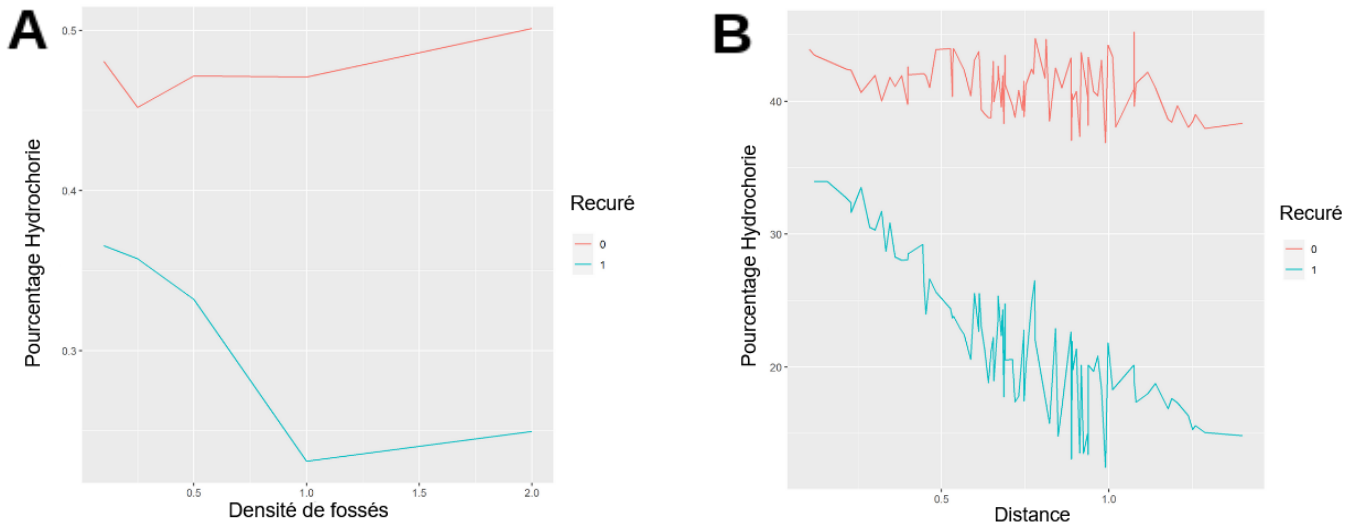 A
Pourcentage Hydrochorie
0.5
0.4
0.3
0.5
1.0
1.5
2.0
Densité de fossés
Recuré
0
1
B
Pourcentage Hydrochorie
40
30
20
0.5
1.0
Distance
Recuré
0
1